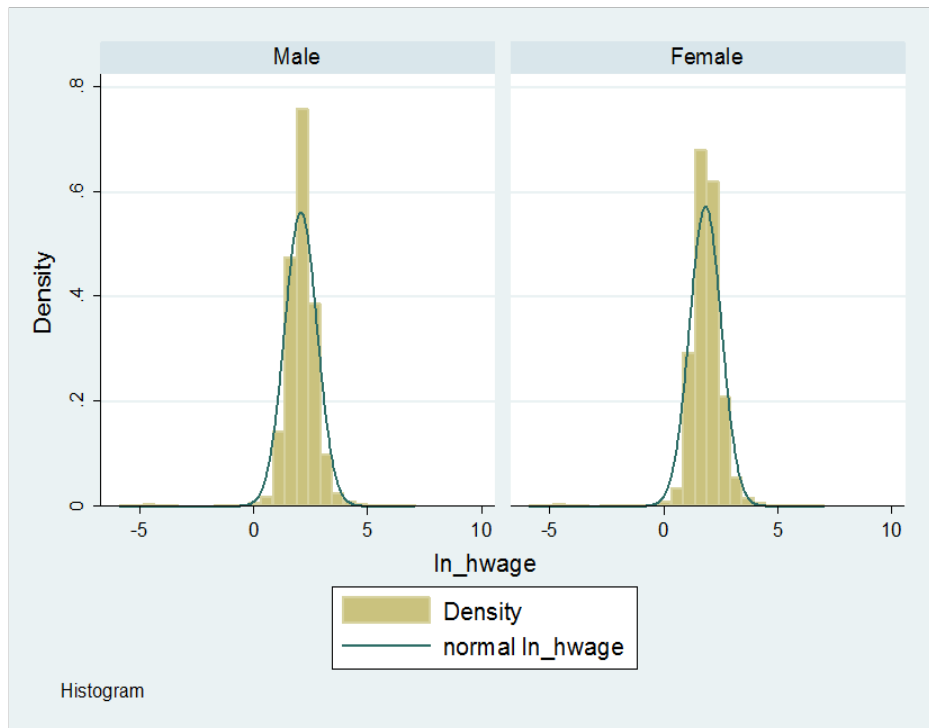 Male
Female
Density
.8
.6
.4
.2
0
-5 0 5 10
-5 0 5 10
ln_hwage
Density
normal ln_hwage
Histogram